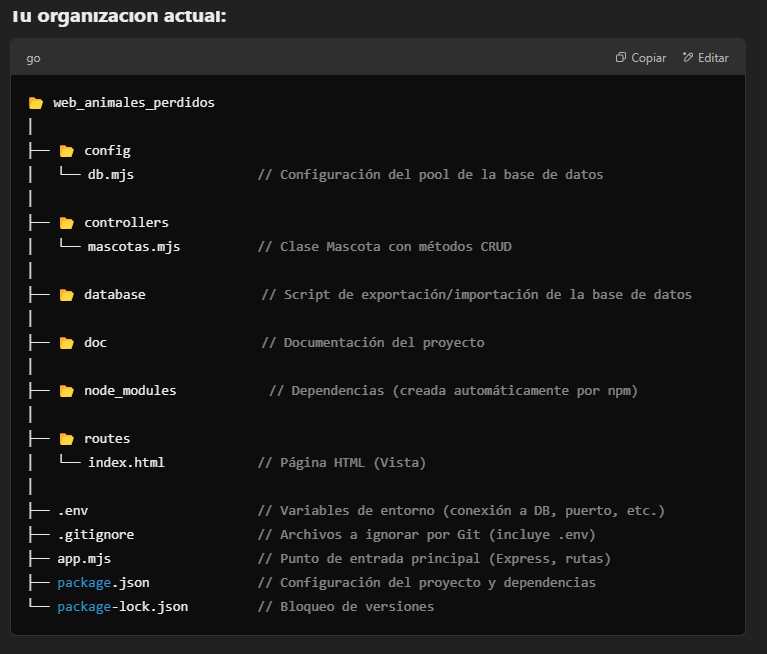 Tu organización actual:
go Copiar Editar
web_animales_perdidos
│
├── config
│ └── db.mjs // Configuración del pool de la base de datos
│
├── controllers
│ └── mascotas.mjs // Clase Mascota con métodos CRUD
│
├── database // Script de exportación/importación de la base de datos
│
├── doc // Documentación del proyecto
│
├── node_modules // Dependencias (creada automáticamente por npm)
│
├── routes
│ └── index.html // Página HTML (Vista)
│
├── .env // Variables de entorno (conexión a DB, puerto, etc.)
├── .gitignore // Archivos a ignorar por Git (incluye .env)
├── app.mjs // Punto de entrada principal (Express, rutas)
├── package.json // Configuración del proyecto y dependencias
└── package-lock.json // Bloqueo de versiones